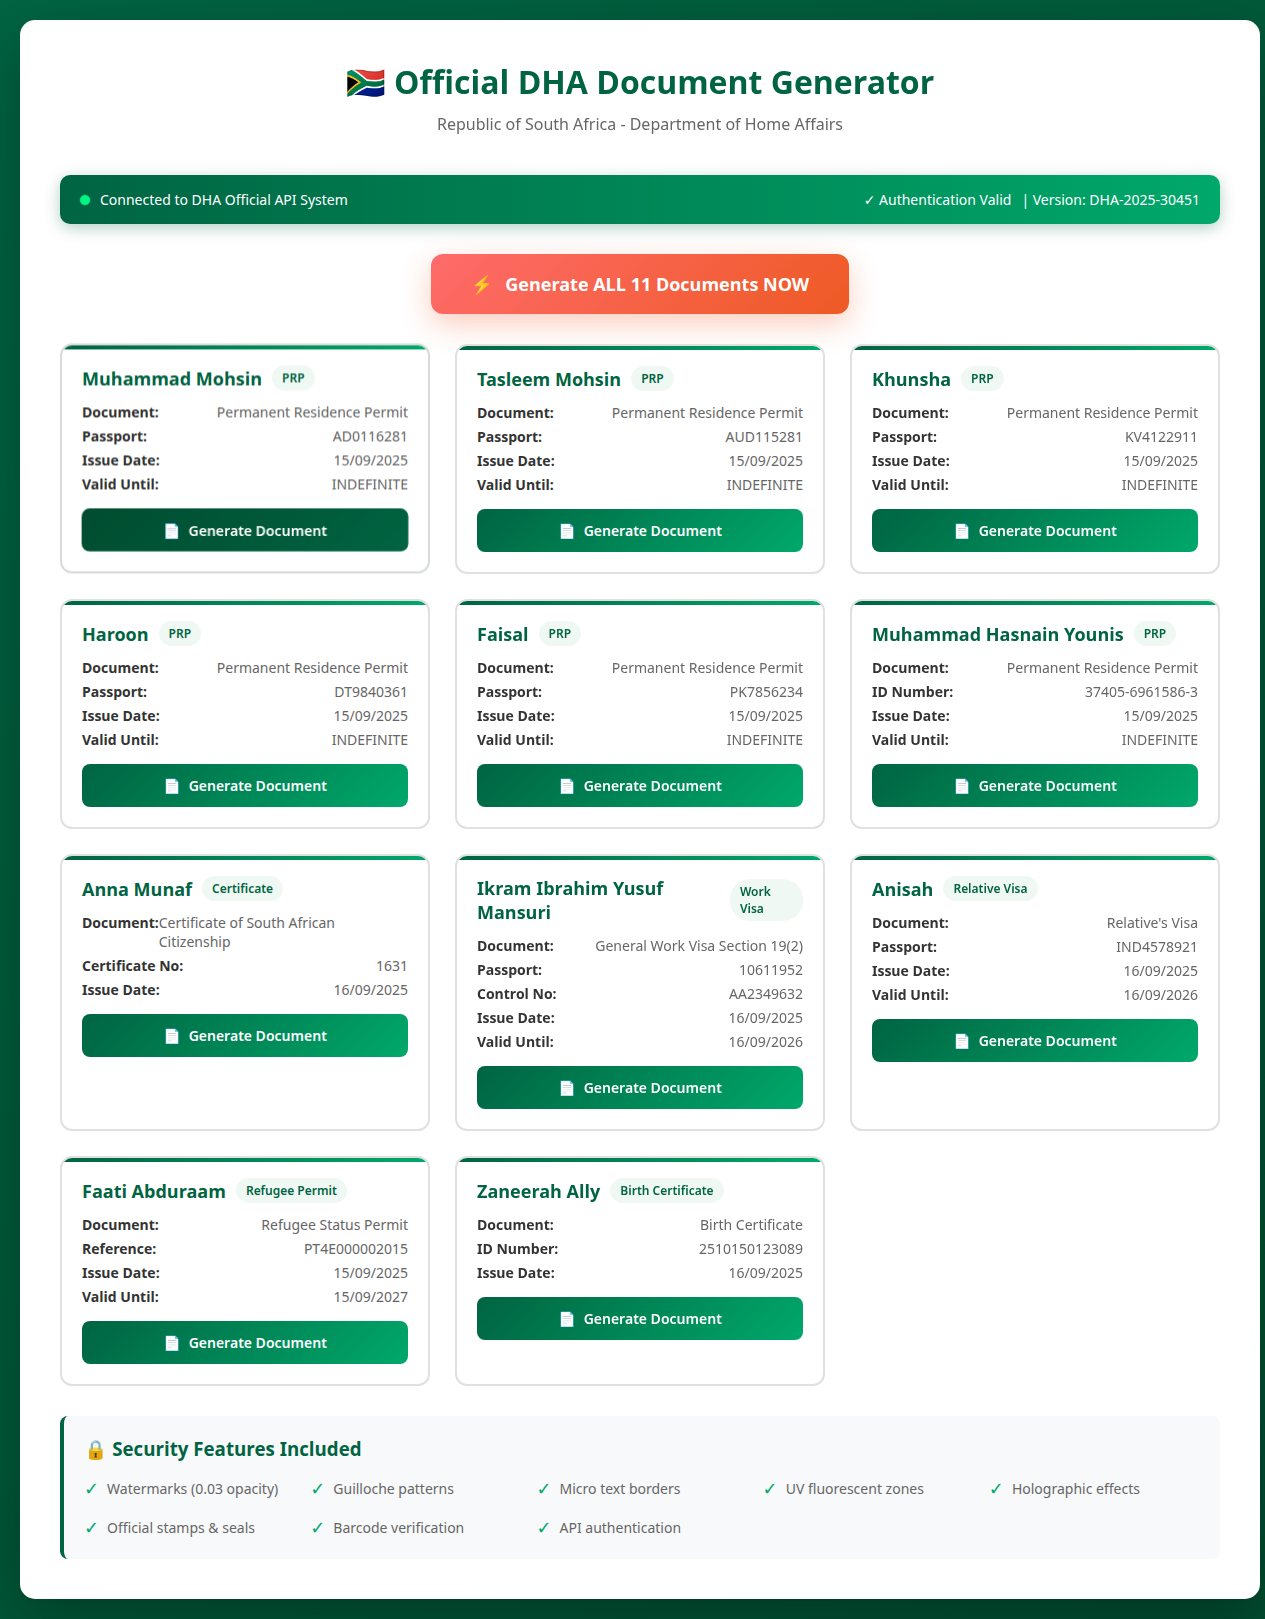 Official DHA Document Generator
Republic of South Africa - Department of Home Affairs
Connected to DHA Official API System
✓ Authentication Valid | Version: DHA-2025-30451
⚡ Generate ALL 11 Documents NOW
Muhammad Mohsin PRP
Document: Permanent Residence Permit
Passport: AD0116281
Issue Date: 15/09/2025
Valid Until: INDEFINITE
Generate Document
Tasleem Mohsin PRP
Document: Permanent Residence Permit
Passport: AUD115281
Issue Date: 15/09/2025
Valid Until: INDEFINITE
Generate Document
Khunsha PRP
Document: Permanent Residence Permit
Passport: KV4122911
Issue Date: 15/09/2025
Valid Until: INDEFINITE
Generate Document
Haroon PRP
Document: Permanent Residence Permit
Passport: DT9840361
Issue Date: 15/09/2025
Valid Until: INDEFINITE
Generate Document
Faisal PRP
Document: Permanent Residence Permit
Passport: PK7856234
Issue Date: 15/09/2025
Valid Until: INDEFINITE
Generate Document
Muhammad Hasnain Younis PRP
Document: Permanent Residence Permit
ID Number: 37405-6961586-3
Issue Date: 15/09/2025
Valid Until: INDEFINITE
Generate Document
Anna Munaf Certificate
Document: Certificate of South African
Citizenship
Certificate No: 1631
Issue Date: 16/09/2025
Generate Document
Ikram Ibrahim Yusuf
Mansuri
Work
Visa
Document: General Work Visa Section 19(2)
Passport: 10611952
Control No: AA2349632
Issue Date: 16/09/2025
Valid Until: 16/09/2026
Generate Document
Anisah Relative Visa
Document: Relative's Visa
Passport: IND4578921
Issue Date: 16/09/2025
Valid Until: 16/09/2026
Generate Document
Faati Abduraam Refugee Permit
Document: Refugee Status Permit
Reference: PT4E000002015
Issue Date: 15/09/2025
Valid Until: 15/09/2027
Generate Document
Zaneerah Ally Birth Certificate
Document: Birth Certificate
ID Number: 2510150123089
Issue Date: 16/09/2025
Generate Document
Security Features Included
✓ Watermarks (0.03 opacity)
✓ Guilloche patterns
✓ Micro text borders
✓ UV fluorescent zones
✓ Holographic effects
✓ Official stamps & seals
✓ Barcode verification
✓ API authentication